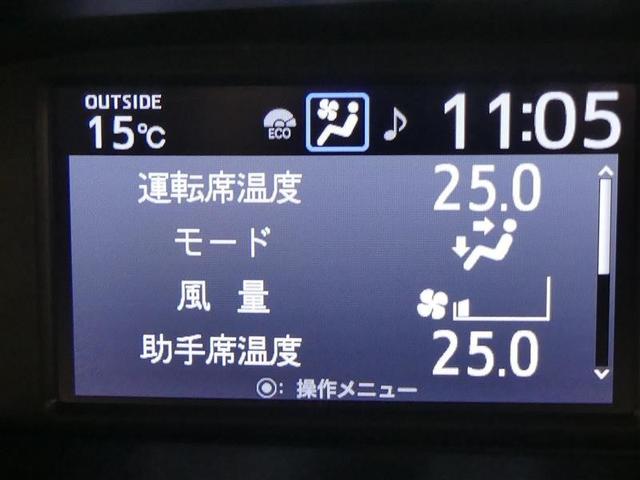 OUTSIDE
15℃ ECO 11:05
運転席温度 25.0
モード
風 量
助手席温度 25.0
◉: 操作メニュー